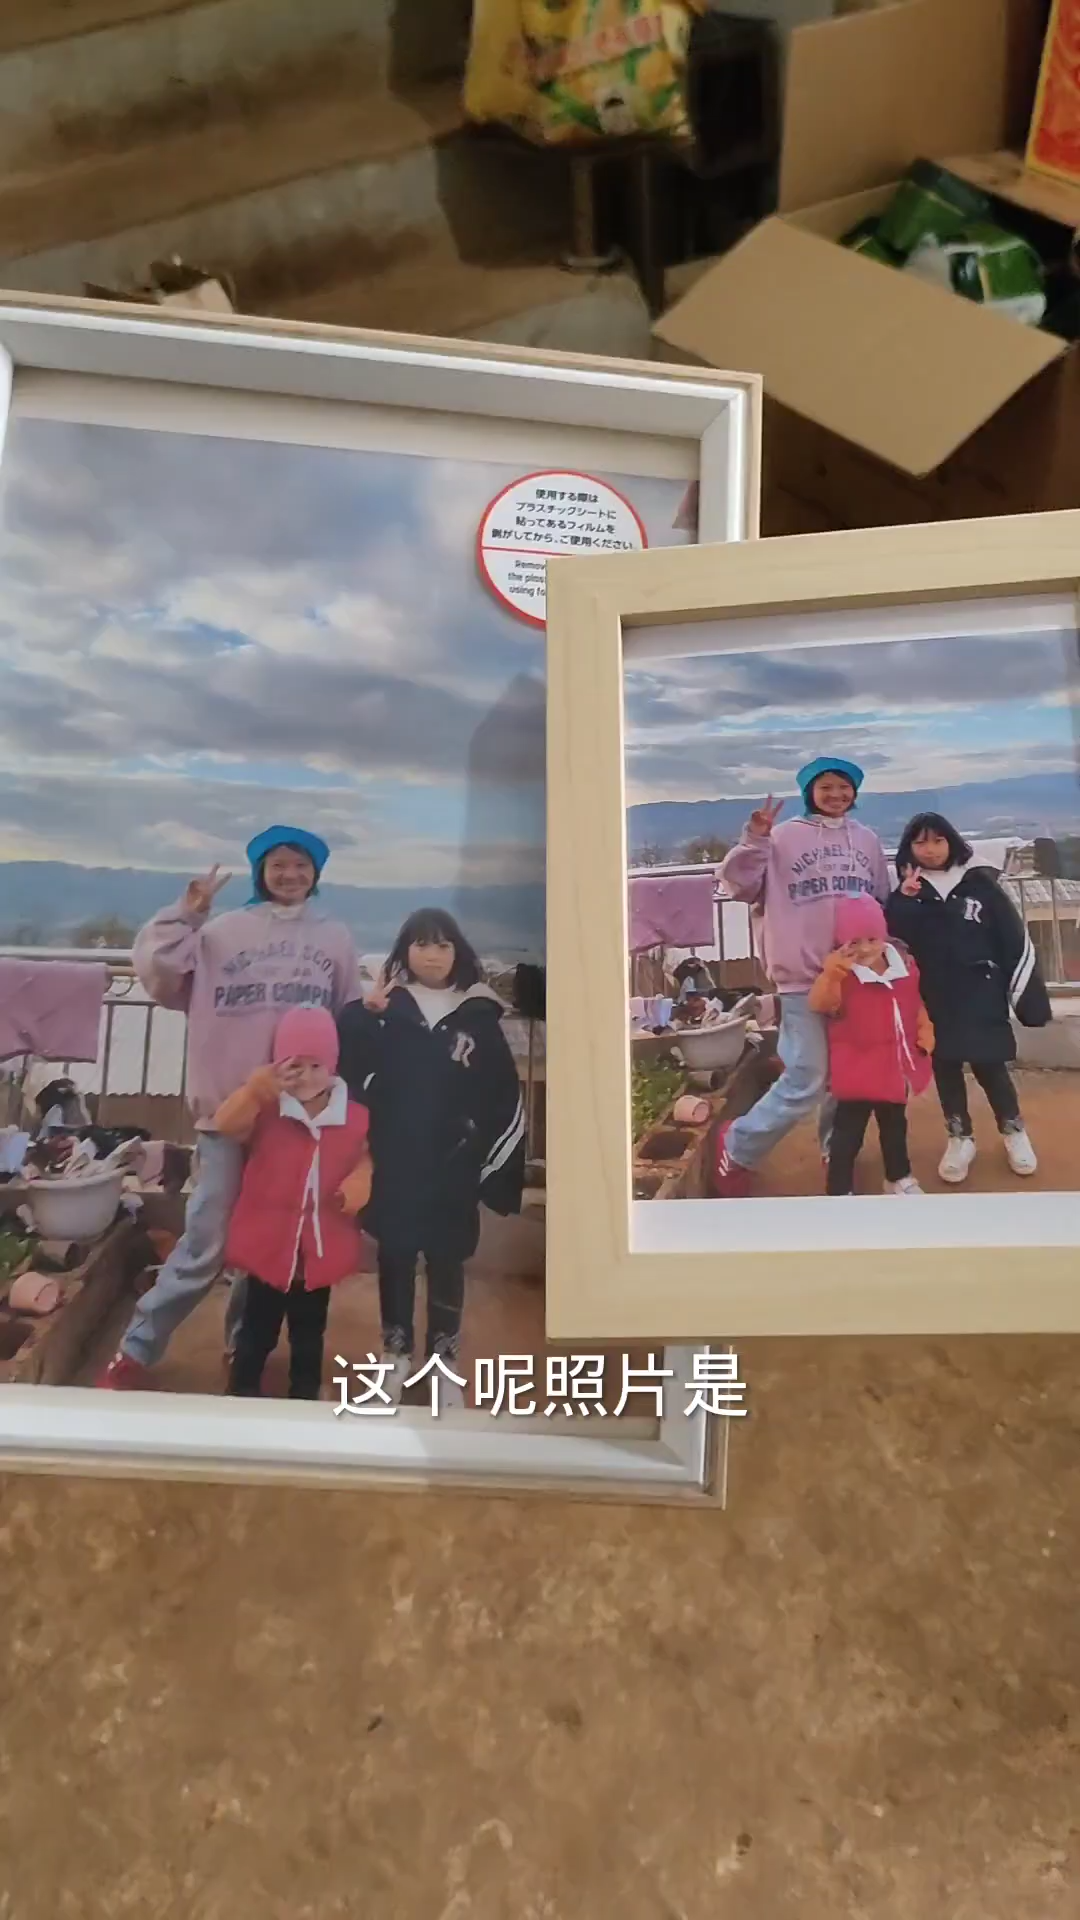 使用する際は
プラスチックシートに
貼ってあるフィルムを
剥がしてから、ご使用ください
Remov
the plas
using fo
MICHAEL SCO
PAPER COMPA
R
MICHAEL SCO
PAPER COMPA
R
这个呢照片是